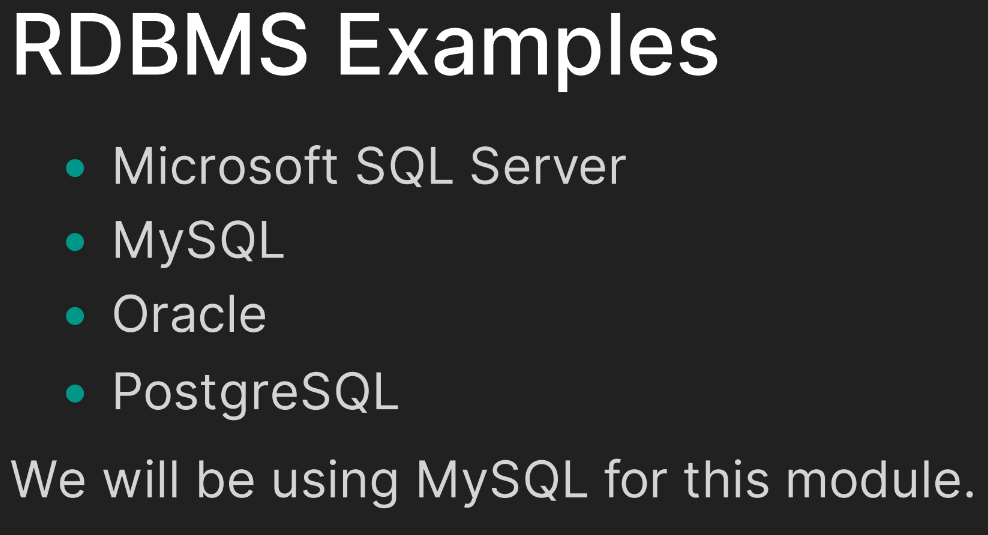 RDBMS Examples
Microsoft SQL Server
MySQL
Oracle
PostgreSQL
We will be using MySQL for this module.